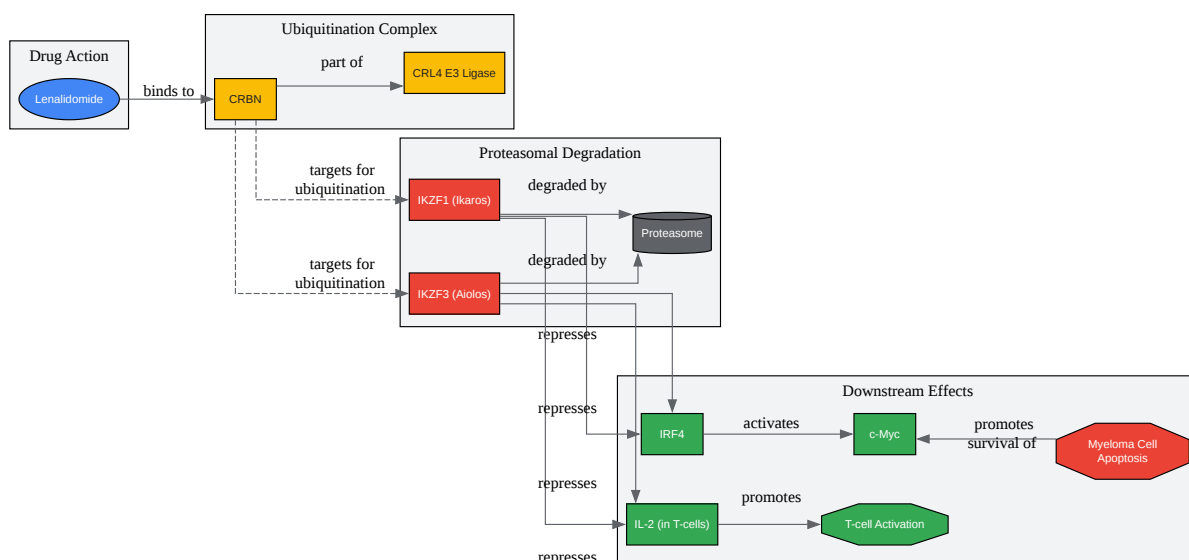 Drug Action
Lenalidomide
binds to
Ubiquitination Complex
CRBN
part of
CRL4 E3 Ligase
Proteasomal Degradation
targets for
ubiquitination
IKZF1 (Ikaros)
degraded by
Proteasome
targets for
ubiquitination
IKZF3 (Aiolos)
degraded by
represses
represses
represses
represses
Downstream Effects
IRF4
activates
c-Myc
promotes
survival of
Myeloma Cell
Apoptosis
IL-2 (in T-cells)
promotes
T-cell Activation